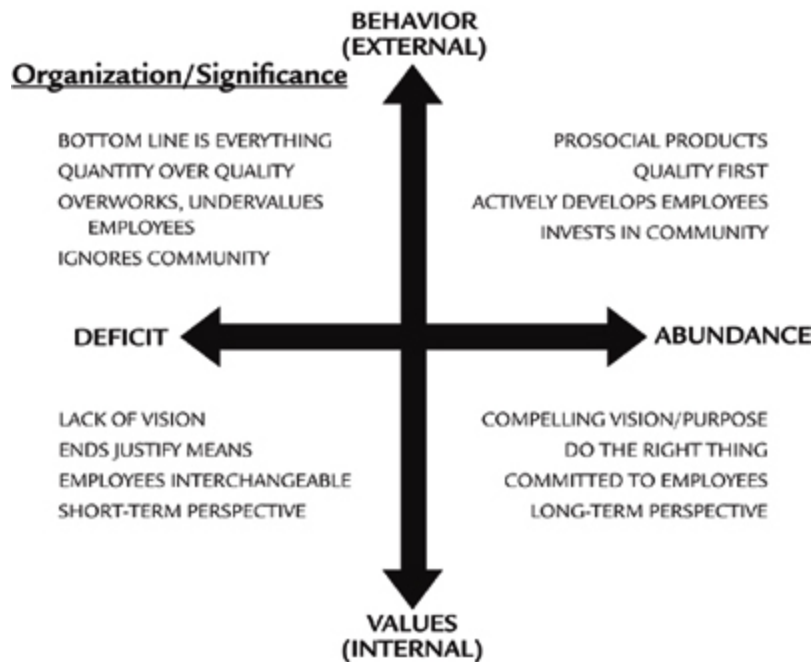 BEHAVIOR
(EXTERNAL)
Organization/Significance
BOTTOM LINE IS EVERYTHING
QUANTITY OVER QUALITY
OVERWORKS, UNDERVALUES
EMPLOYEES
IGNORES COMMUNITY
PROSOCIAL PRODUCTS
QUALITY FIRST
ACTIVELY DEVELOPS EMPLOYEES
INVESTS IN COMMUNITY
DEFICIT
ABUNDANCE
LACK OF VISION
ENDS JUSTIFY MEANS
EMPLOYEES INTERCHANGEABLE
SHORT-TERM PERSPECTIVE
COMPELLING VISION/PURPOSE
DO THE RIGHT THING
COMMITTED TO EMPLOYEES
LONG-TERM PERSPECTIVE
VALUES
(INTERNAL)